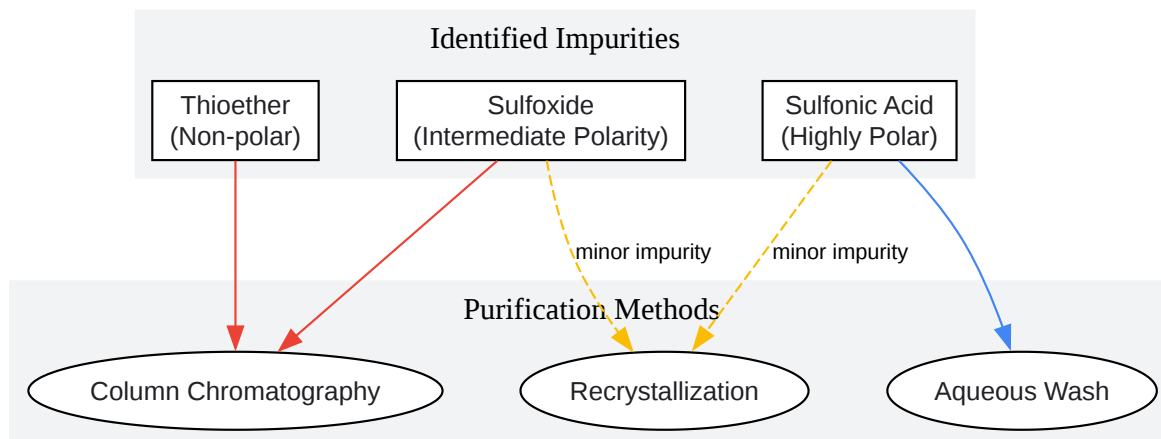 Identified Impurities
Thioether
(Non-polar)
Sulfoxide
(Intermediate Polarity)
Sulfonic Acid
(Highly Polar)
minor impurity
minor impurity
Purification Methods
Column Chromatography
Recrystallization
Aqueous Wash